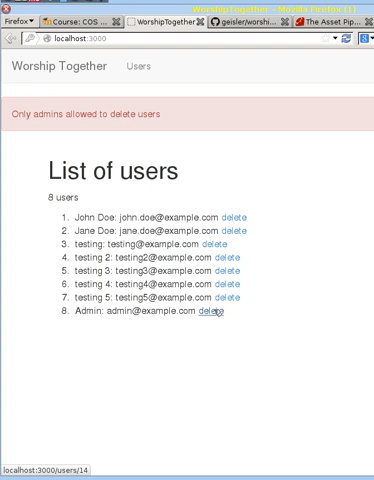 WorshipTogether - Mozilla Firefox (1)
Firefox Course: COS ... WorshipTogether geisler/worshi... The Asset Pip...
localhost:3000
Worship Together Users
Only admins allowed to delete users
List of users
8 users
1. John Doe: john.doe@example.com delete
2. Jane Doe: jane.doe@example.com delete
3. testing: testing@example.com delete
4. testing 2: testing2@example.com delete
5. testing 3: testing3@example.com delete
6. testing 4: testing4@example.com delete
7. testing 5: testing5@example.com delete
8. Admin: admin@example.com delete
localhost:3000/users/14